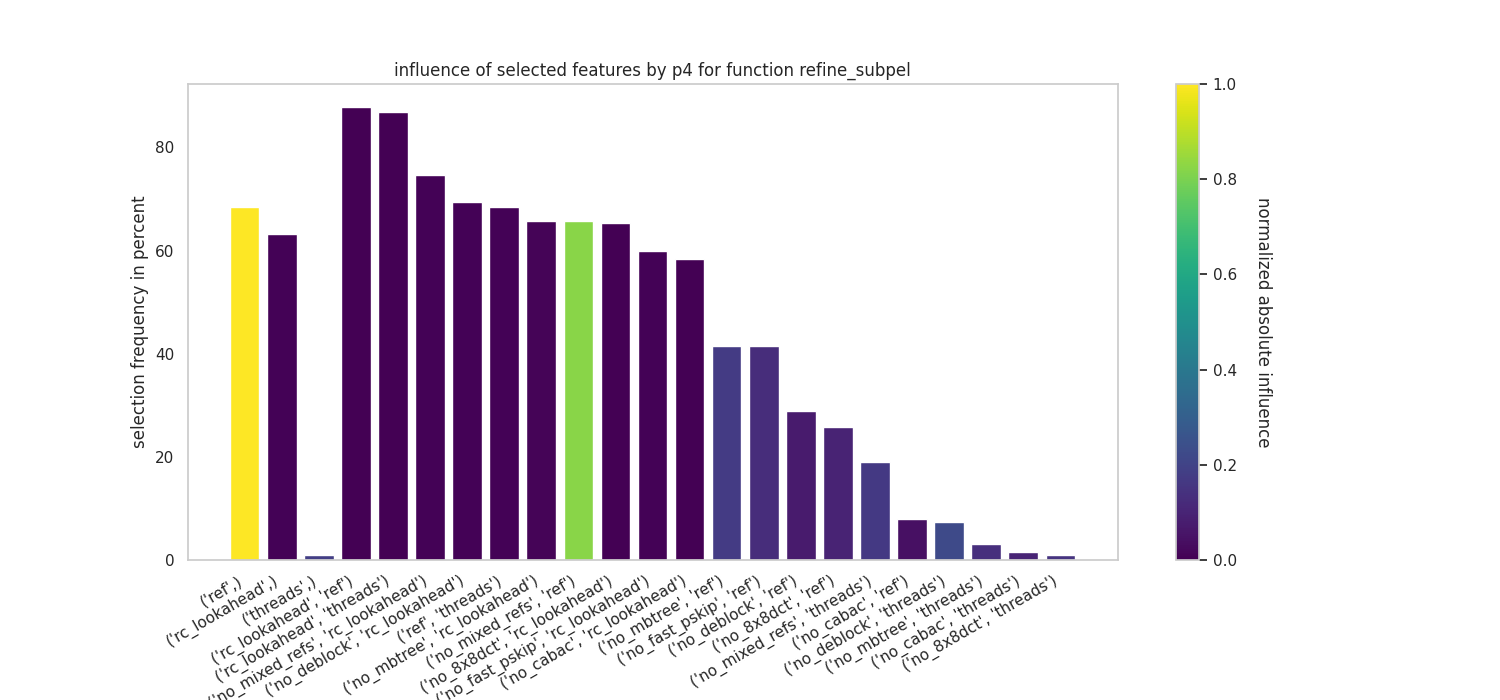 influence of selected features by p4 for function refine_subpel
selection frequency in percent
80
60
40
20
0
('ref',)
('rc_lookahead',)
('threads',)
('rc_lookahead', 'ref')
('rc_lookahead', 'threads')
('no_mixed_refs', 'rc_lookahead')
('no_deblock', 'rc_lookahead')
('ref', 'threads')
('no_mbtree', 'rc_lookahead')
('no_mixed_refs', 'ref')
('no_8x8dct', 'rc_lookahead')
('no_fast_pskip', 'rc_lookahead')
('no_cabac', 'rc_lookahead')
('no_mbtree', 'ref')
('no_fast_pskip', 'ref')
('no_deblock', 'ref')
('no_8x8dct', 'ref')
('no_mixed_refs', 'threads')
('no_cabac', 'ref')
('no_deblock', 'threads')
('no_mbtree', 'threads')
('no_cabac', 'threads')
('no_8x8dct', 'threads')
1.0
0.8
0.6
0.4
0.2
0.0
normalized absolute influence